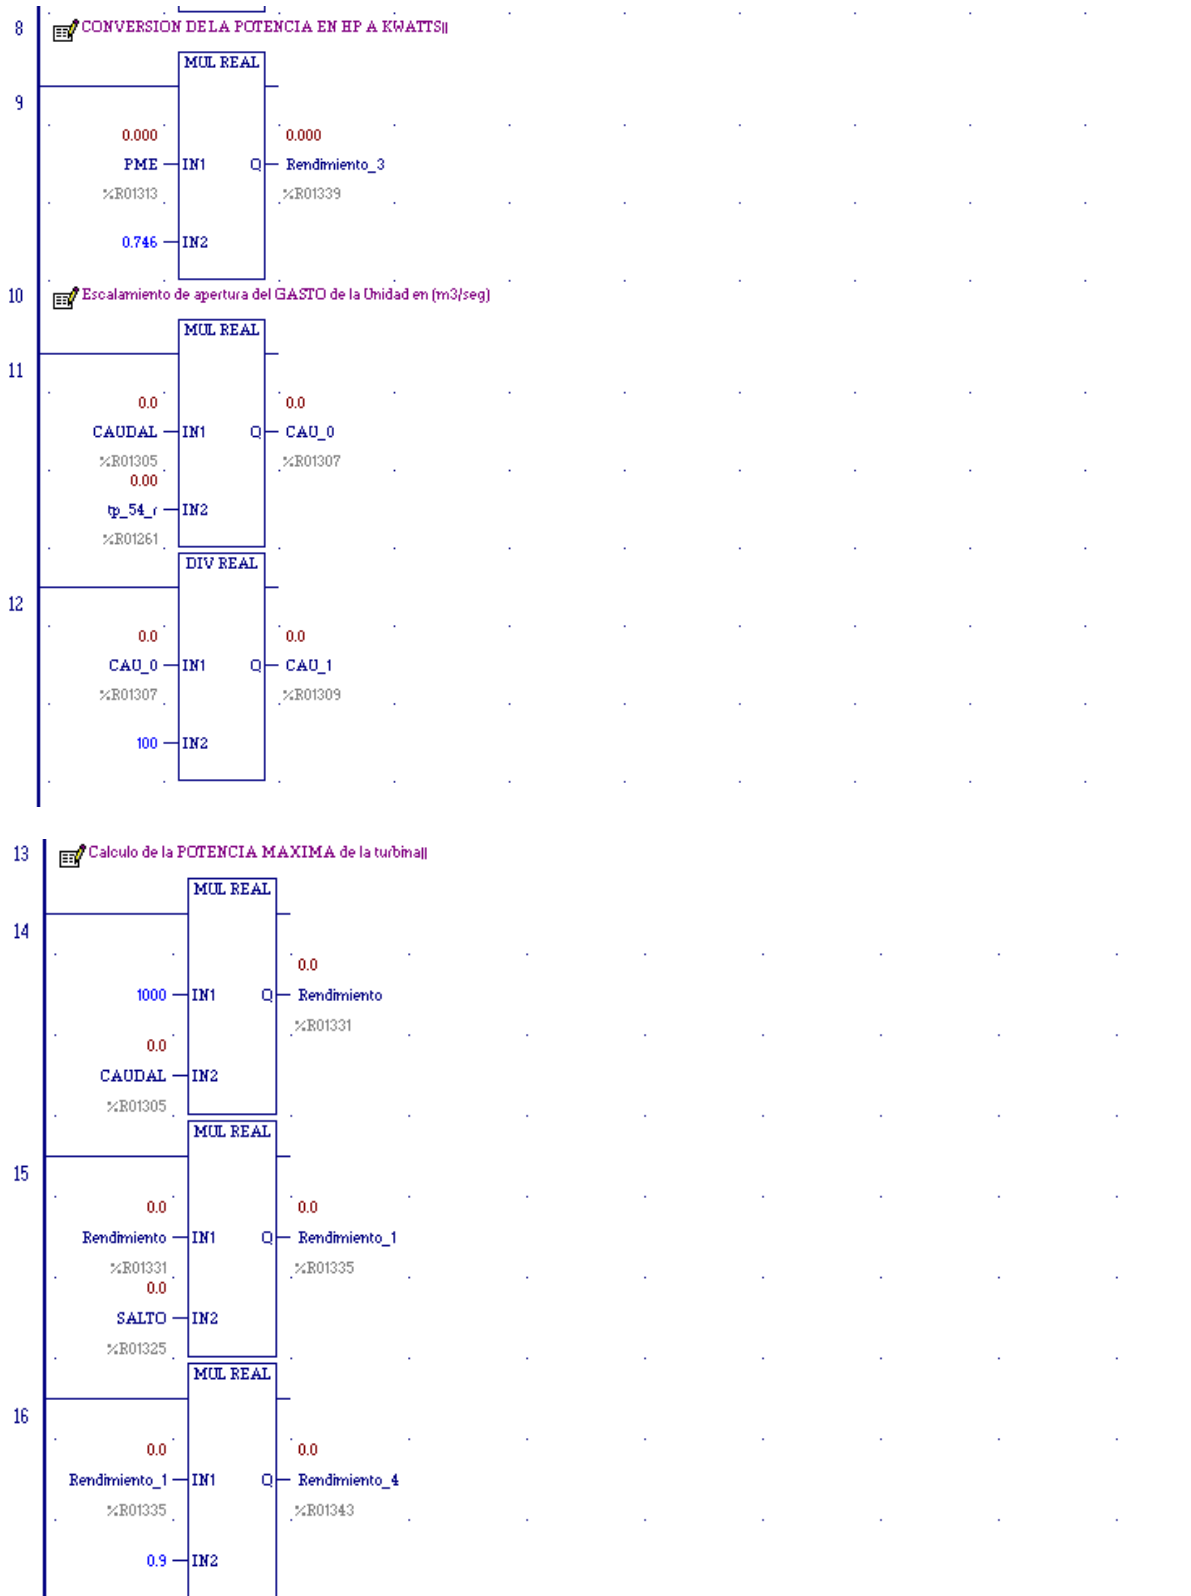 8 CONVERSION DE LA POTENCIA EN HP A KWATTS||
MUL REAL
9
0.000 0.000
PME IN1 Q Rendimiento_3
%R01313 %R01339
0.746 IN2
10 Escalamiento de apertura del GASTO de la Unidad en (m3/seg)
MUL REAL
11
0.0 0.0
CAUDAL IN1 Q CAU_0
%R01305 %R01307
0.00
tp_54_r IN2
%R01261
DIV REAL
12
0.0 0.0
CAU_0 IN1 Q CAU_1
%R01307 %R01309
100 IN2
13 Calculo de la POTENCIA MAXIMA de la turbina||
MUL REAL
14
0.0
1000 IN1 Q Rendimiento
%R01331
0.0
CAUDAL IN2
%R01305
MUL REAL
15
0.0 0.0
Rendimiento IN1 Q Rendimiento_1
%R01331 %R01335
0.0
SALTO IN2
%R01325
MUL REAL
16
0.0 0.0
Rendimiento_1 IN1 Q Rendimiento_4
%R01335 %R01343
0.9 IN2